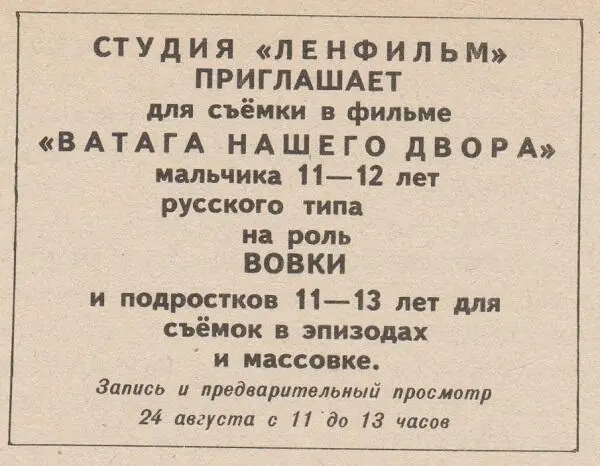 СТУДИЯ «ЛЕНФИЛЬМ»
ПРИГЛАШАЕТ
для съёмки в фильме
«ВАТАГА НАШЕГО ДВОРА»
мальчика 11—12 лет
русского типа
на роль
ВОВКИ
и подростков 11—13 лет для
съёмок в эпизодах
и массовке.
Запись и предварительный просмотр
24 августа с 11 до 13 часов